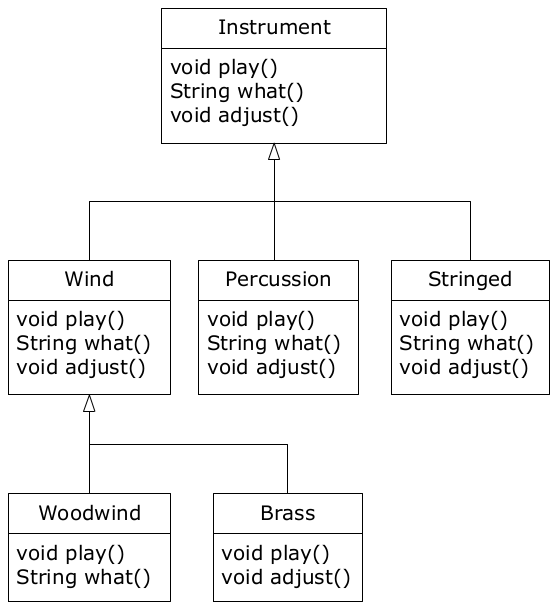 Instrument
void play()
String what()
void adjust()
Wind
void play()
String what()
void adjust()
Percussion
void play()
String what()
void adjust()
Stringed
void play()
String what()
void adjust()
Woodwind
void play()
String what()
Brass
void play()
void adjust()